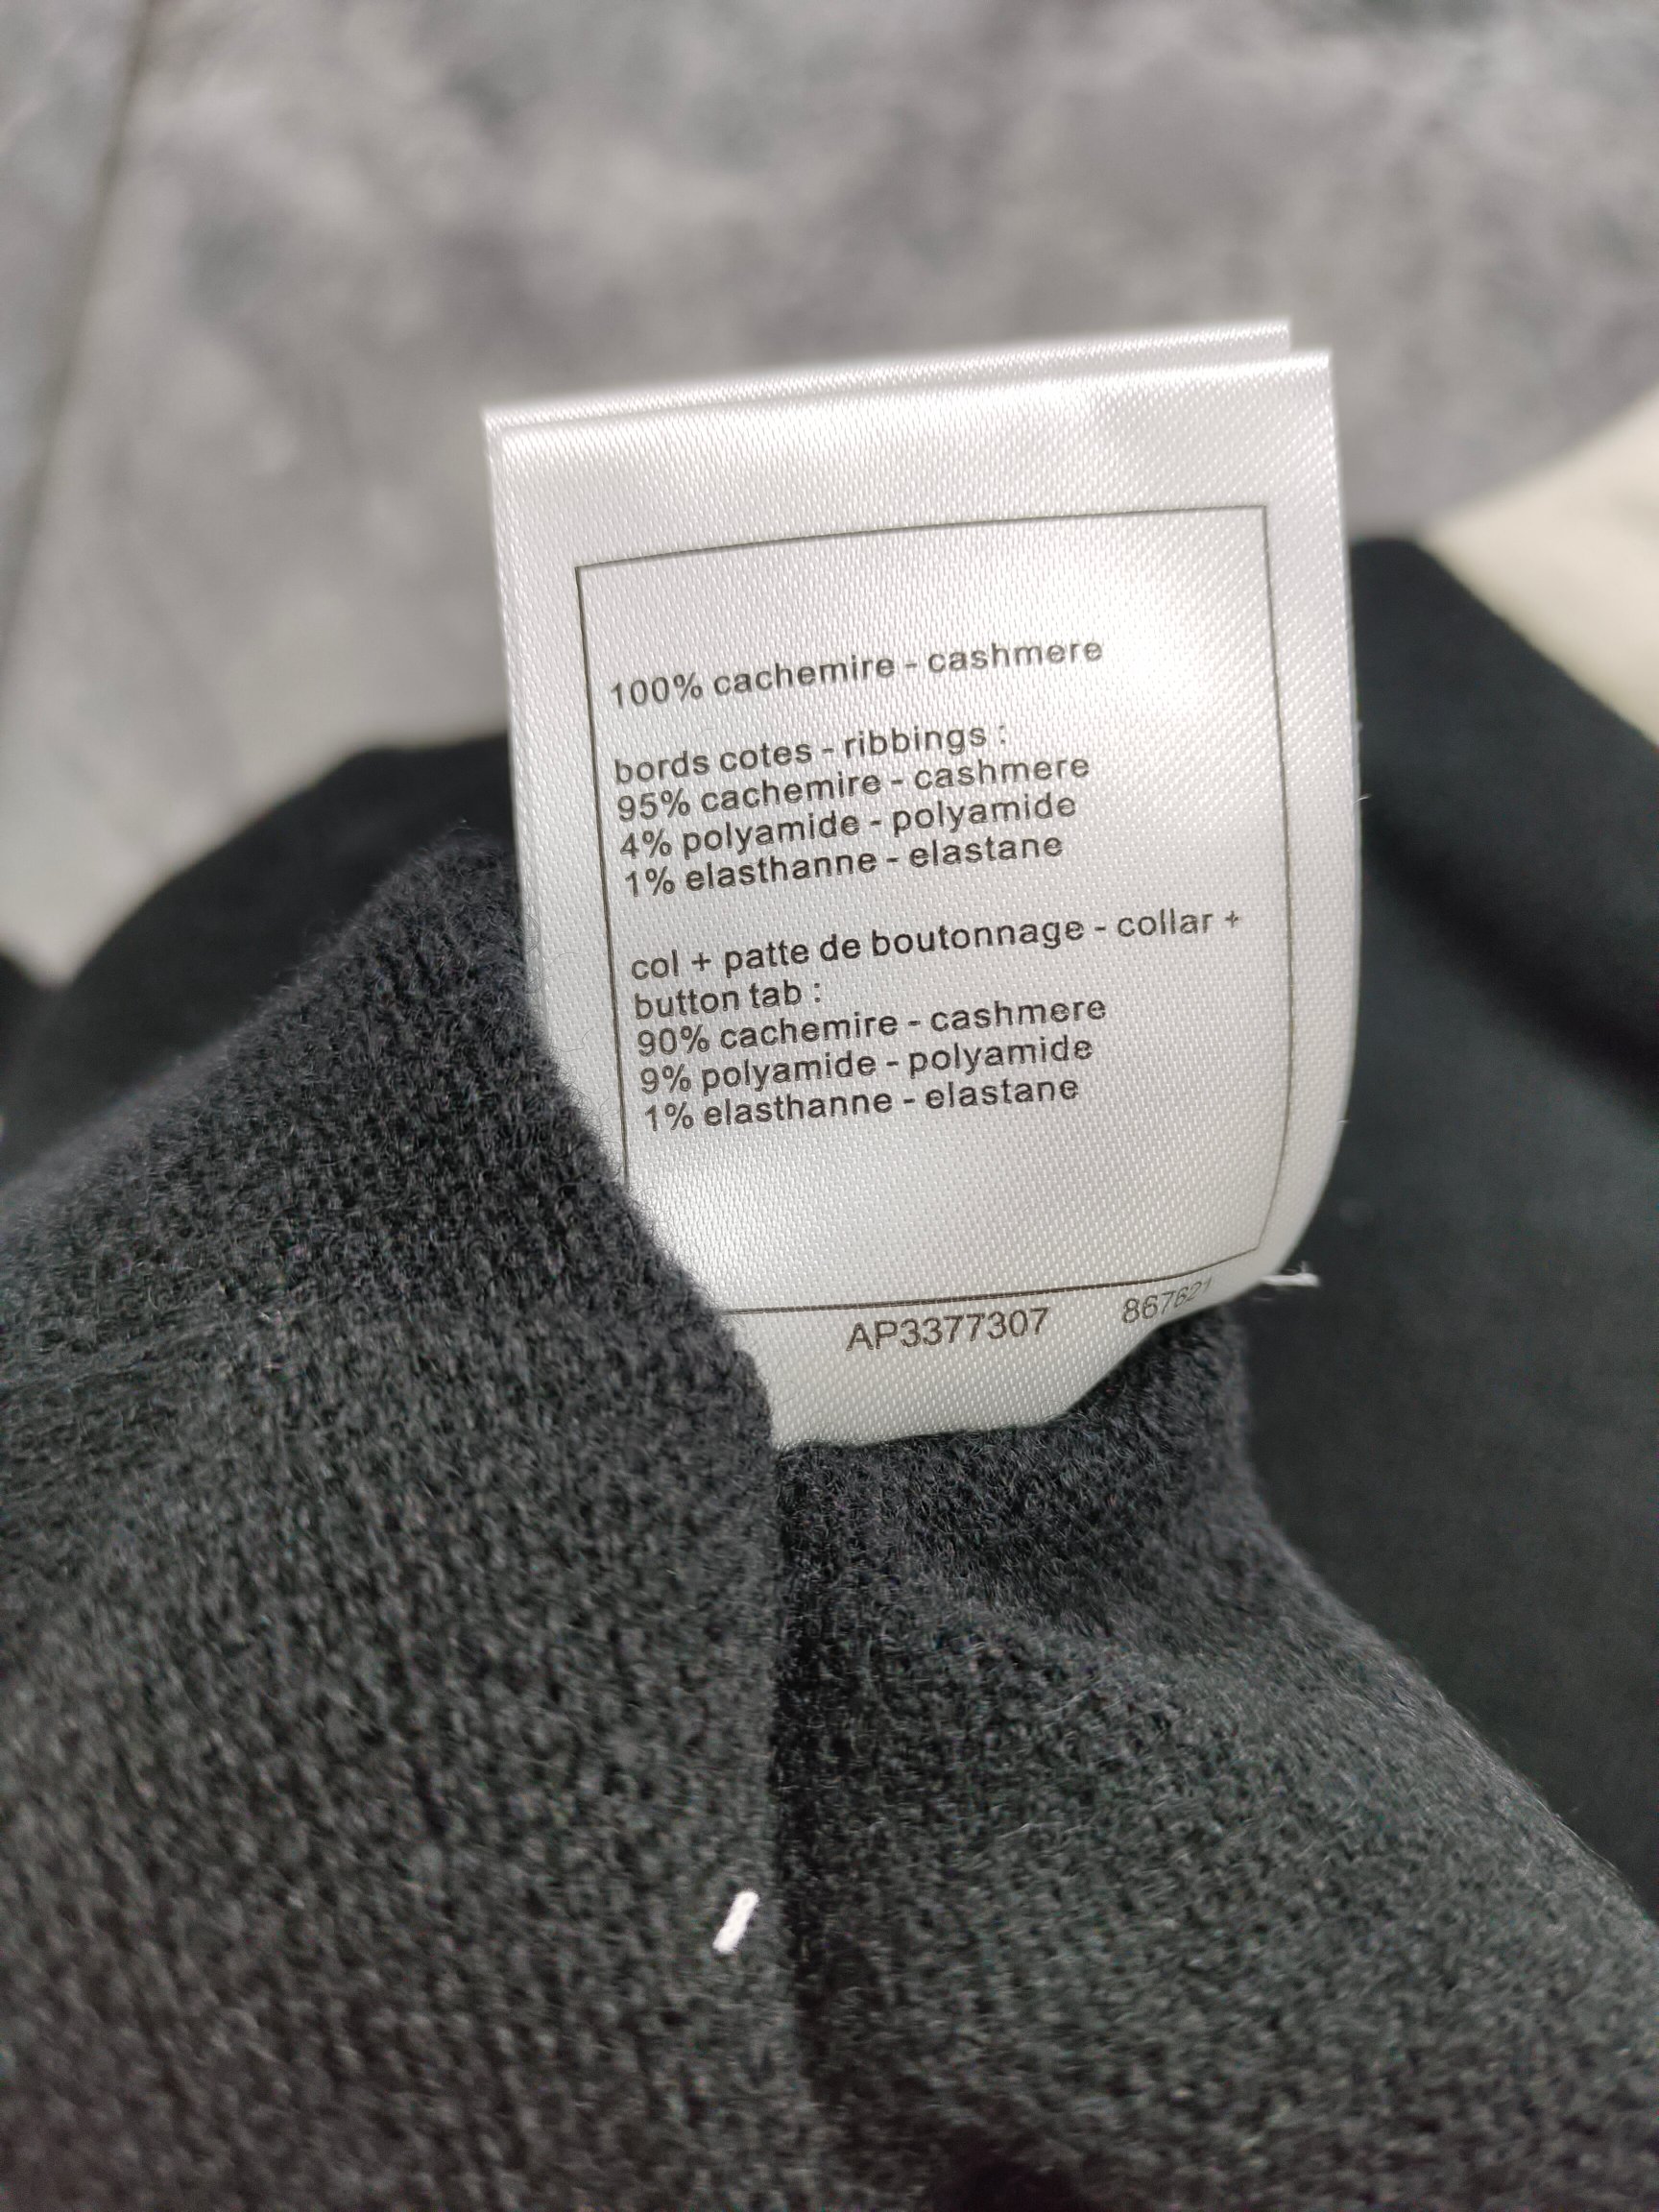 100% cachemire - cashmere
bords cotes - ribbings :
95% cachemire - cashmere
4% polyamide - polyamide
1% elasthanne - elastane
col + patte de boutonnage - collar +
button tab :
90% cachemire - cashmere
9% polyamide - polyamide
1% elasthanne - elastane
AP3377307 867621